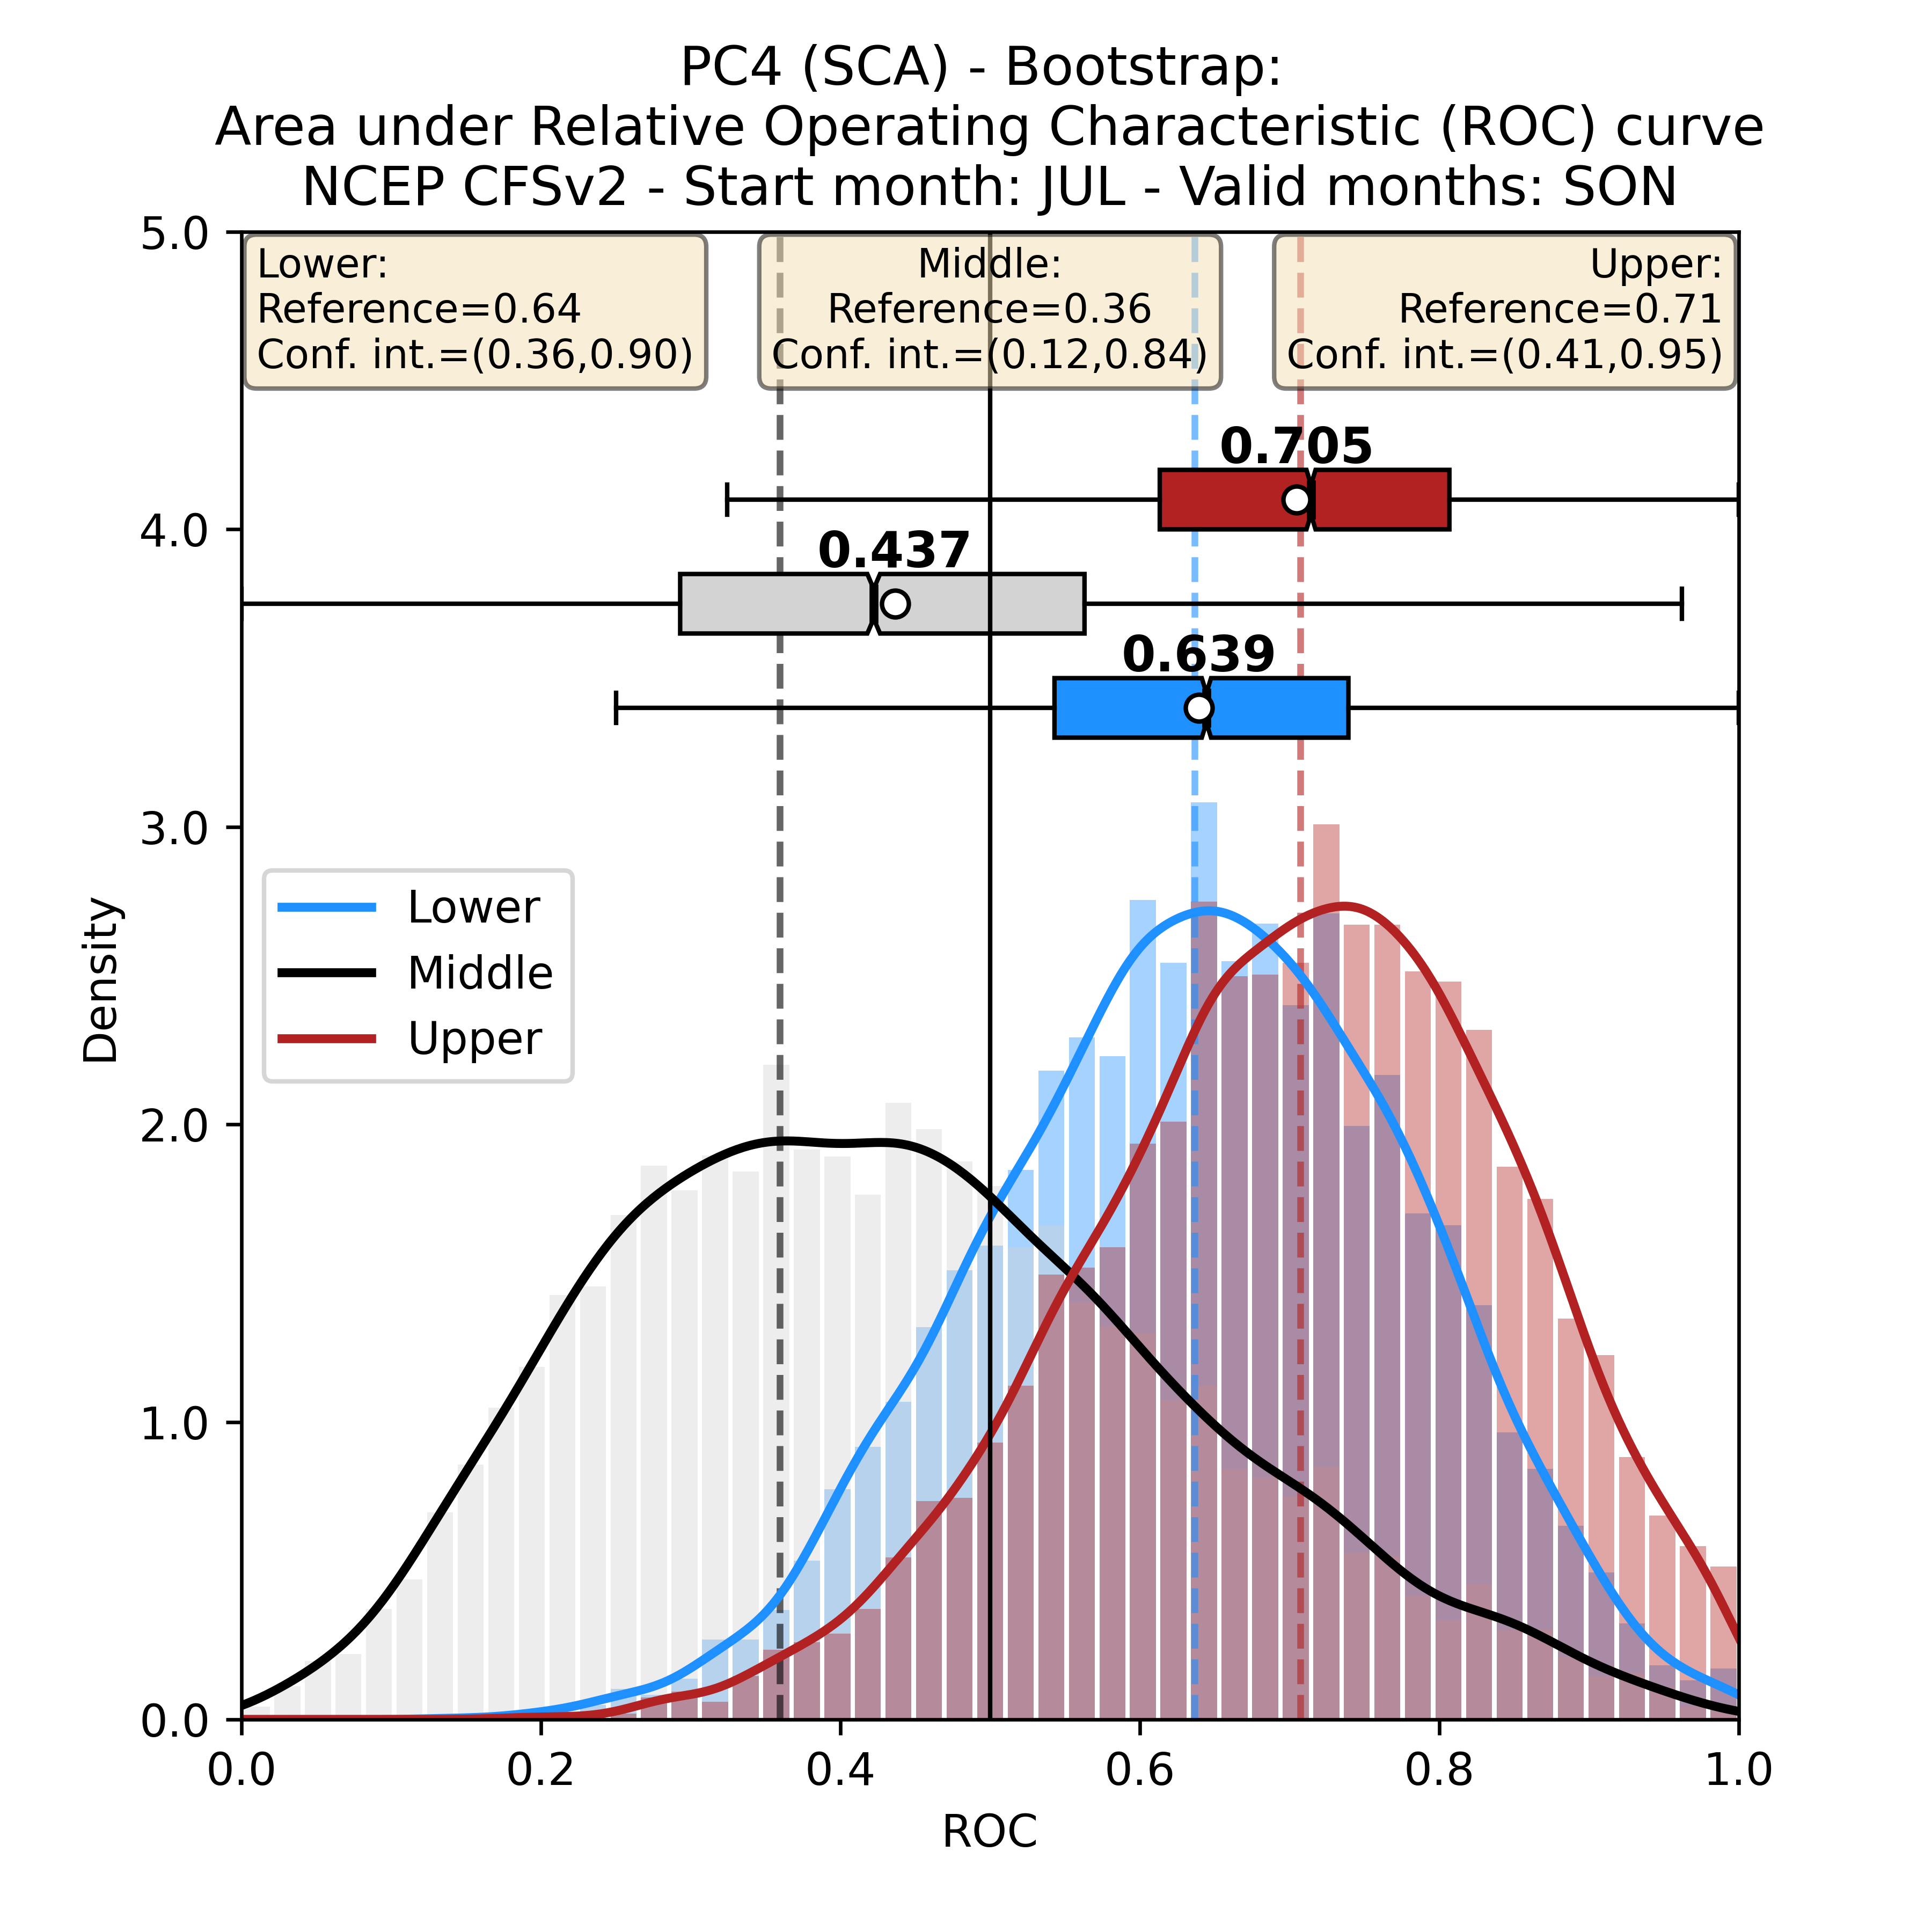 PC4 (SCA) - Bootstrap:
Area under Relative Operating Characteristic (ROC) curve
NCEP CFSv2 - Start month: JUL - Valid months: SON
Lower:
Reference=0.64
Conf. int.=(0.36,0.90)
Middle:
Reference=0.36
Conf. int.=(0.12,0.84)
Upper:
Reference=0.71
Conf. int.=(0.41,0.95)
0.705
0.437
0.639
Lower
Middle
Upper
Density
5.0
4.0
3.0
2.0
1.0
0.0
0.0 0.2 0.4 0.6 0.8 1.0
ROC